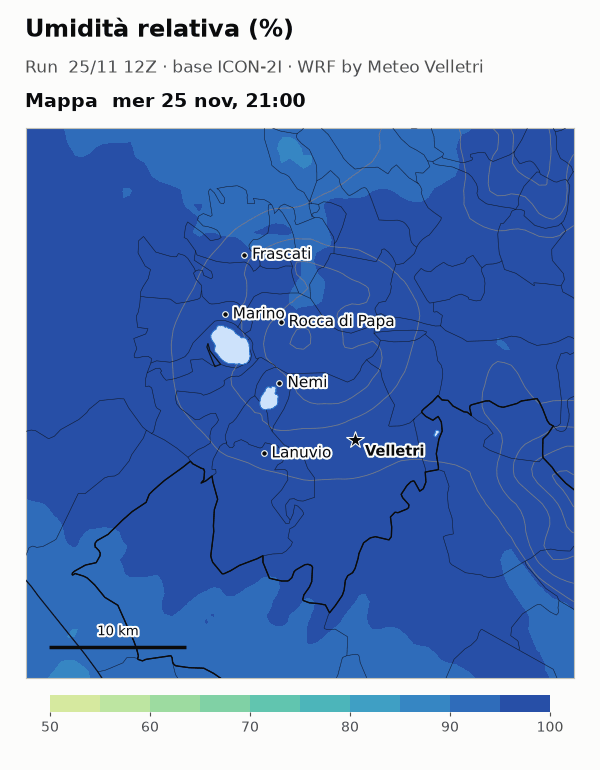 Umidità relativa (%)
Run  25/11 12Z · base ICON-2I · WRF by Meteo Velletri
Mappa  mer 25 nov, 21:00
Frascati
Marino
Rocca di Papa
Nemi
Lanuvio
Velletri
10 km
50 60 70 80 90 100